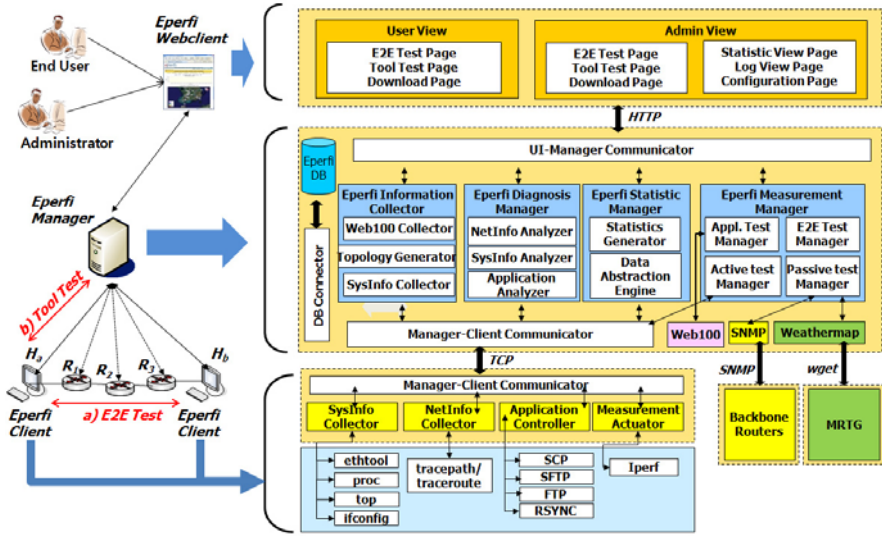 Eperfi
Webclient
End User
Administrator
Eperfi
Manager
b) Tool Test
Ha
R1
R2
R3
Hb
a) E2E Test
Eperfi
Client
Eperfi
Client
User View
E2E Test Page
Tool Test Page
Download Page
Admin View
E2E Test Page
Tool Test Page
Download Page
Statistic View Page
Log View Page
Configuration Page
HTTP
UI-Manager Communicator
Eperfi
DB
DB Connector
Eperfi Information
Collector
Web100 Collector
Topology Generator
SysInfo Collector
Eperfi Diagnosis
Manager
NetInfo Analyzer
SysInfo Analyzer
Application
Analyzer
Eperfi Statistic
Manager
Statistics
Generator
Data
Abstraction
Engine
Eperfi Measurement
Manager
Appl. Test
Manager
E2E Test
Manager
Active test
Manager
Passive test
Manager
Manager-Client Communicator
Web100
SNMP
Weathermap
TCP
SNMP
wget
Manager-Client Communicator
SysInfo
Collector
NetInfo
Collector
Application
Controller
Measurement
Actuator
Backbone
Routers
MRTG
ethtool
proc
top
ifconfig
tracepath/
traceroute
SCP
SFTP
FTP
RSYNC
Iperf